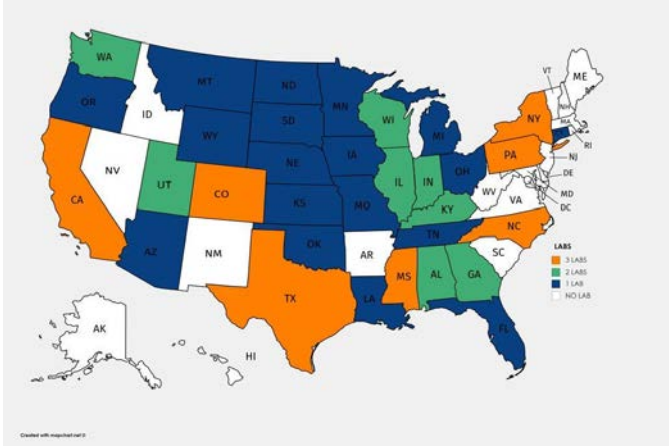 WA
MT
ND
MN
OR
ID
WY
SD
WI
MI
NE
IA
NV
UT
CO
KS
MO
IL
IN
OH
KY
WV
VA
PA
NY
VT
ME
NH
MA
RI
NJ
DE
MD
DC
CA
AZ
NM
OK
AR
TN
NC
SC
TX
LA
MS
AL
GA
FL
AK
HI
LABS
3 LABS
2 LABS
1 LAB
NO LAB
Created with mapchart.net ©